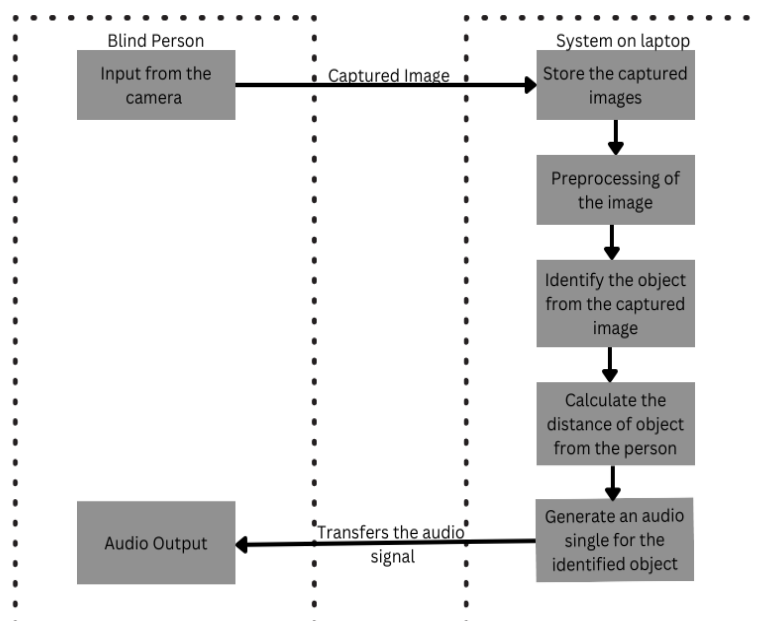 Blind Person
System on laptop
Input from the
camera
Captured Image
Store the captured
images
Preprocessing of
the image
Identify the object
from the captured
image
Calculate the
distance of object
from the person
Generate an audio
single for the
identified object
Transfers the audio
signal
Audio Output